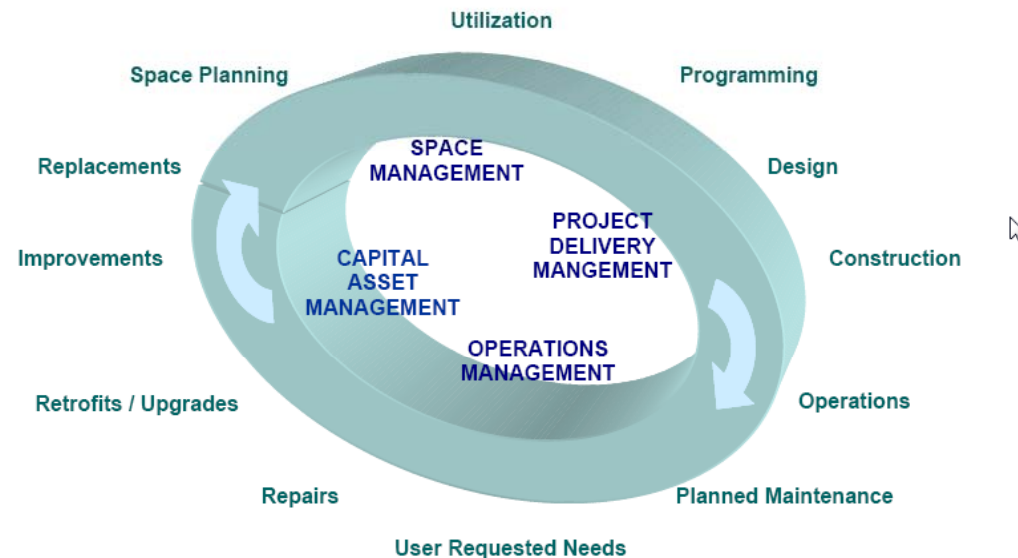 Utilization
Space Planning
Programming
Replacements
SPACE
MANAGEMENT
Design
PROJECT
DELIVERY
MANGEMENT
Improvements
CAPITAL
ASSET
MANAGEMENT
Construction
OPERATIONS
MANAGEMENT
Retrofits / Upgrades
Operations
Repairs
Planned Maintenance
User Requested Needs